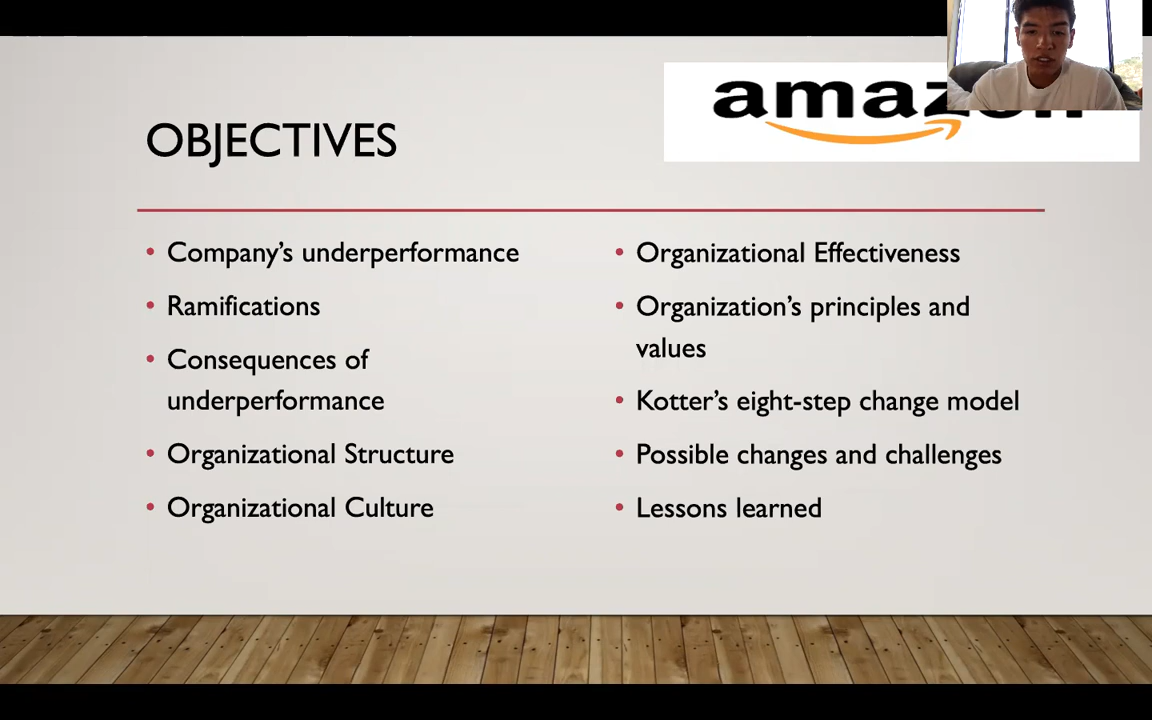 amazon
OBJECTIVES
• Company's underperformance
• Ramifications
• Consequences of
underperformance
• Organizational Structure
• Organizational Culture
• Organizational Effectiveness
• Organization's principles and
values
• Kotter's eight-step change model
• Possible changes and challenges
• Lessons learned